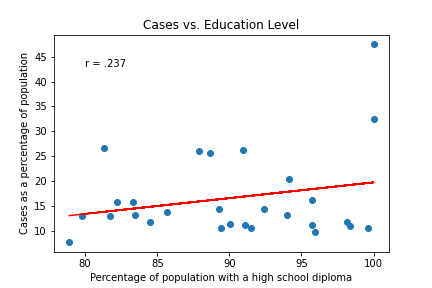 Cases vs. Education Level
r = .237
Cases as a percentage of population
45
40
35
30
25
20
15
10
80 85 90 95 100
Percentage of population with a high school diploma